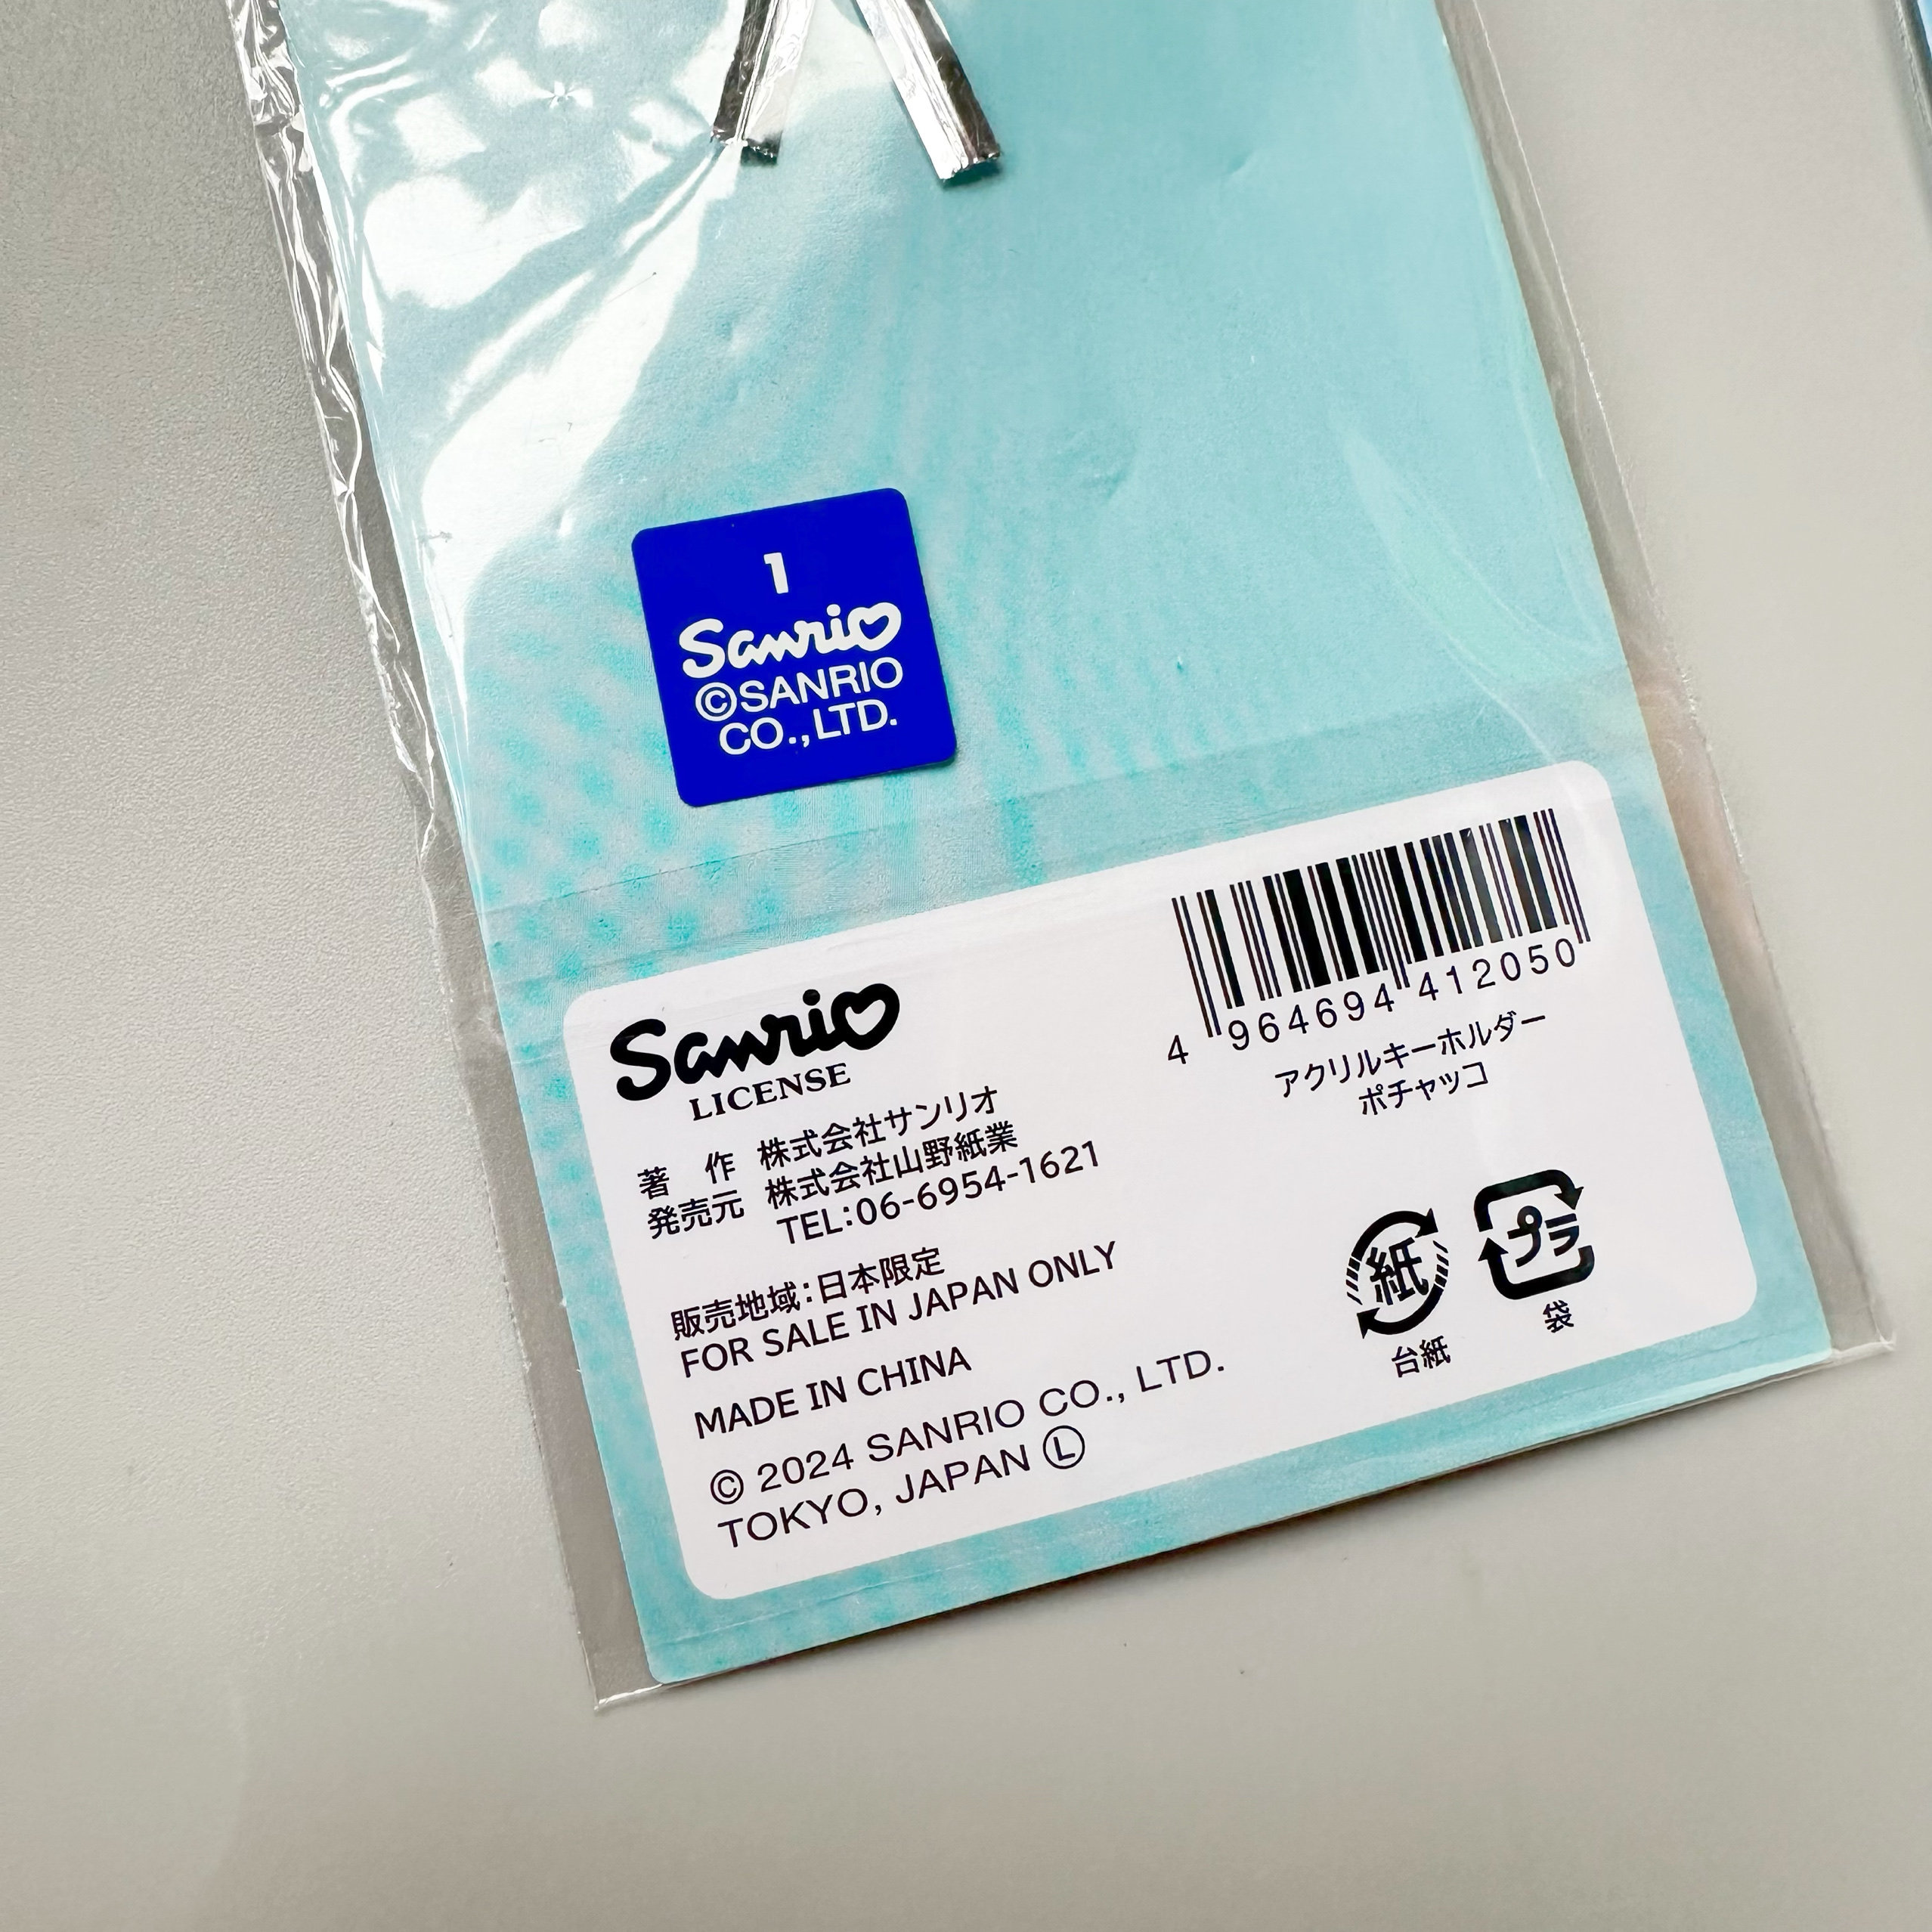 1
Sanrio
©SANRIO
CO.,LTD.
Sanrio
LICENSE
著 作 株式会社サンリオ
発売元 株式会社山野紙業
TEL:06-6954-1621
販売地域:日本限定
FOR SALE IN JAPAN ONLY
MADE IN CHINA
© 2024 SANRIO CO., LTD.
TOKYO, JAPAN Ⓛ
4 964694 412050
アクリルキーホルダー
ポチャッコ
紙
台紙
プラ
袋